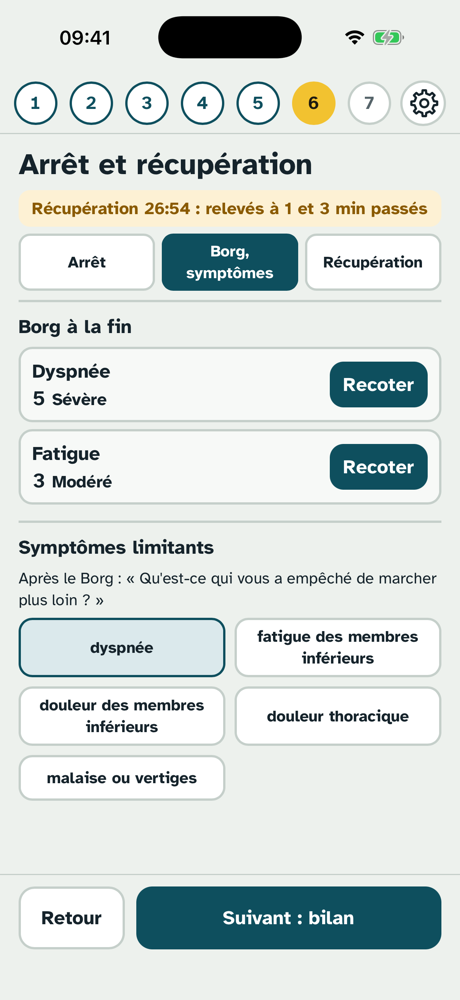 09:41
1 2 3 4 5 6 7
Arrêt et récupération
Récupération 26:54 : relevés à 1 et 3 min passés
Arrêt
Borg,
symptômes
Récupération
Borg à la fin
Dyspnée
5 Sévère
Recoter
Fatigue
3 Modéré
Recoter
Symptômes limitants
Après le Borg : « Qu'est-ce qui vous a empêché de marcher
plus loin ? »
dyspnée
fatigue des membres
inférieurs
douleur des membres
inférieurs
douleur thoracique
malaise ou vertiges
Retour
Suivant : bilan